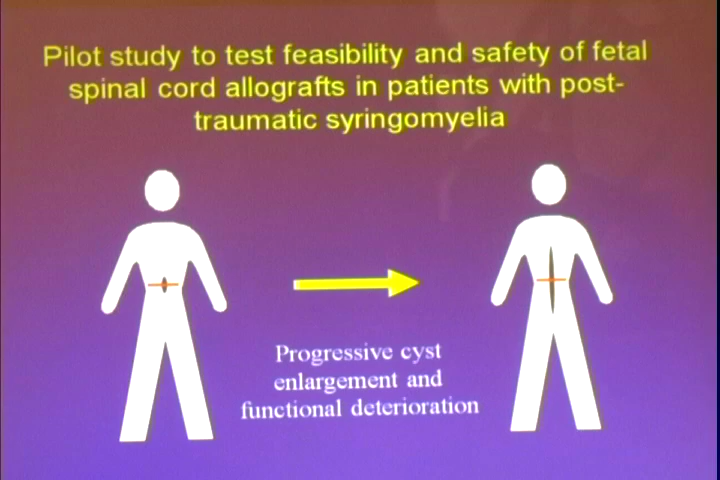 Pilot study to test feasibility and safety of fetal
spinal cord allografts in patients with post-
traumatic syringomyelia
Progressive cyst
enlargement and
functional deterioration